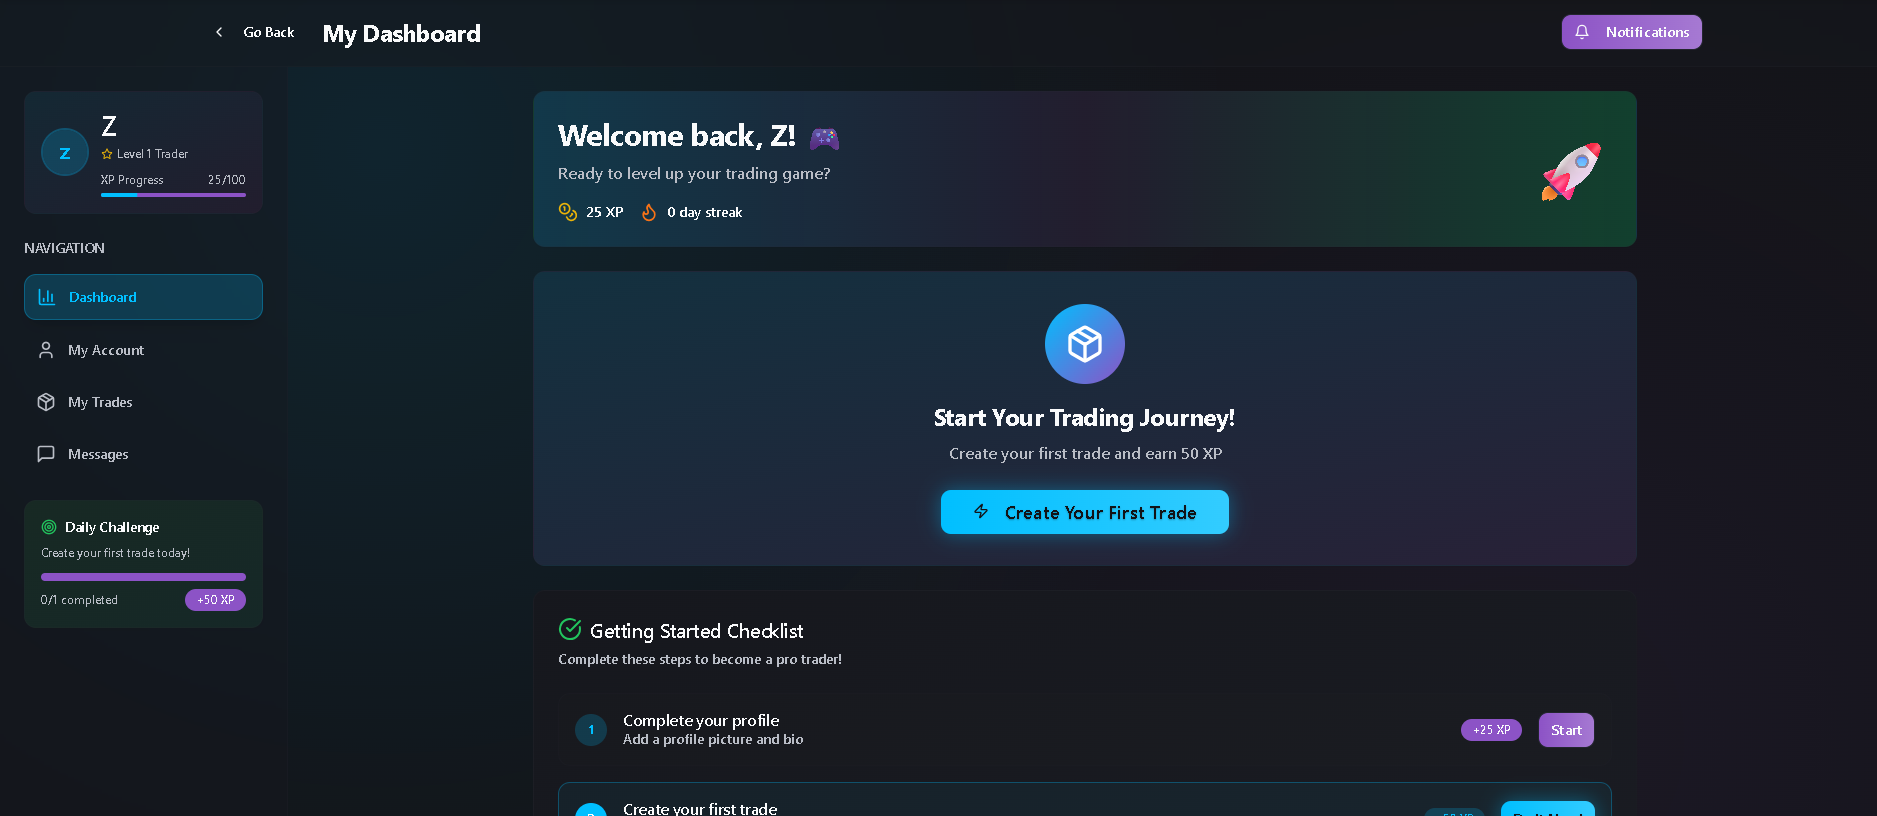 Go Back
My Dashboard
Notifications
Z
Z
Level 1 Trader
XP Progress 25/100
NAVIGATION
Dashboard
My Account
My Trades
Messages
Daily Challenge
Create your first trade today!
0/1 completed
+50 XP
Welcome back, Z!
Ready to level up your trading game?
25 XP
0 day streak
Start Your Trading Journey!
Create your first trade and earn 50 XP
Create Your First Trade
Getting Started Checklist
Complete these steps to become a pro trader!
1
Complete your profile
Add a profile picture and bio
+25 XP
Start
Create your first trade